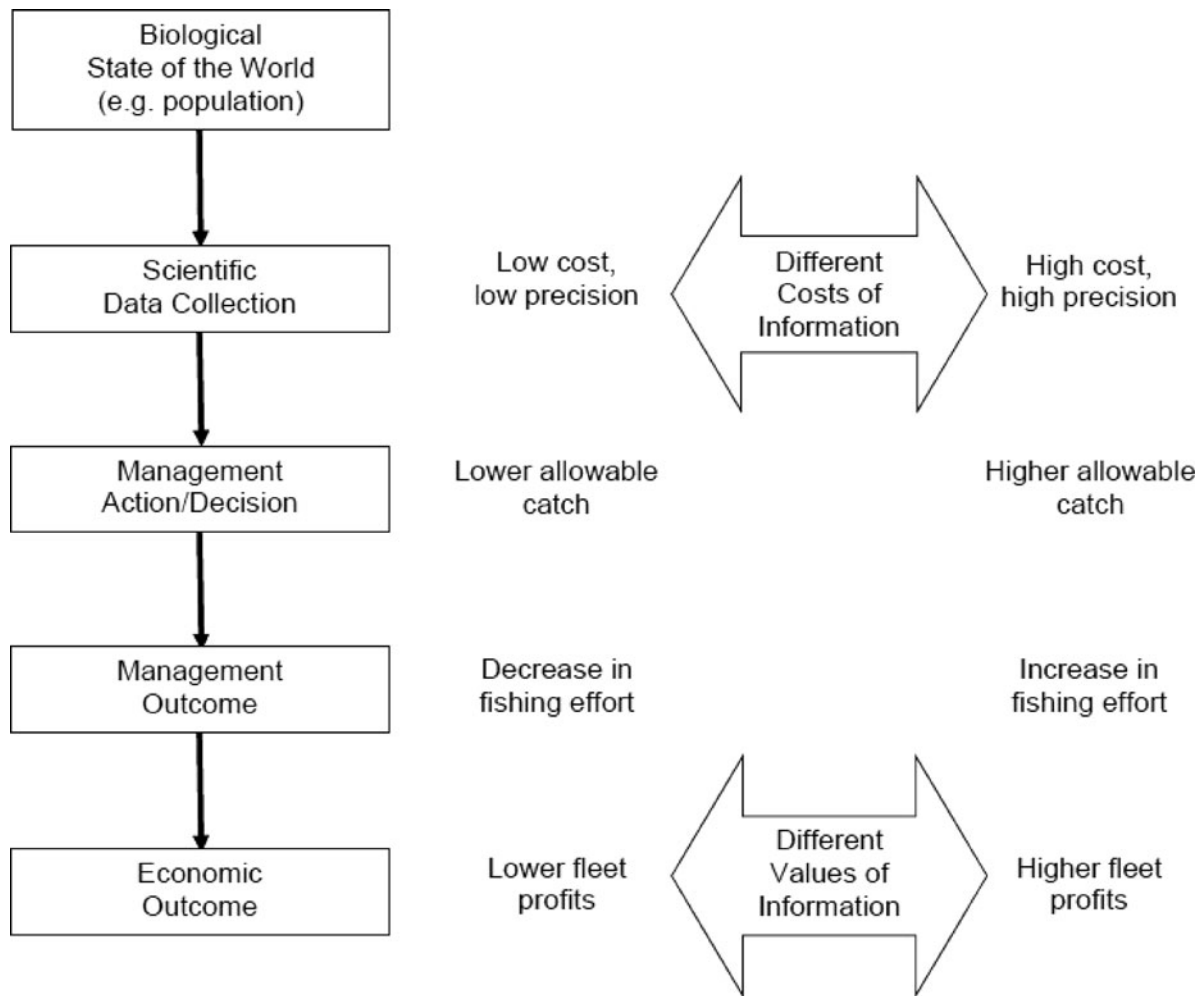 Biological
State of the World
(e.g. population)
Scientific
Data Collection
Low cost,
low precision
Different
Costs of
Information
High cost,
high precision
Management
Action/Decision
Lower allowable
catch
Higher allowable
catch
Management
Outcome
Decrease in
fishing effort
Increase in
fishing effort
Economic
Outcome
Lower fleet
profits
Different
Values of
Information
Higher fleet
profits